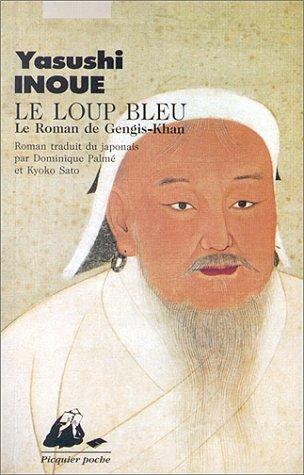 Yasushi
INOUE
LE LOUP BLEU
Le Roman de Gengis-Khan
Roman traduit du japonais
par Dominique Palmé
et Kyoko Sato
Picquier poche